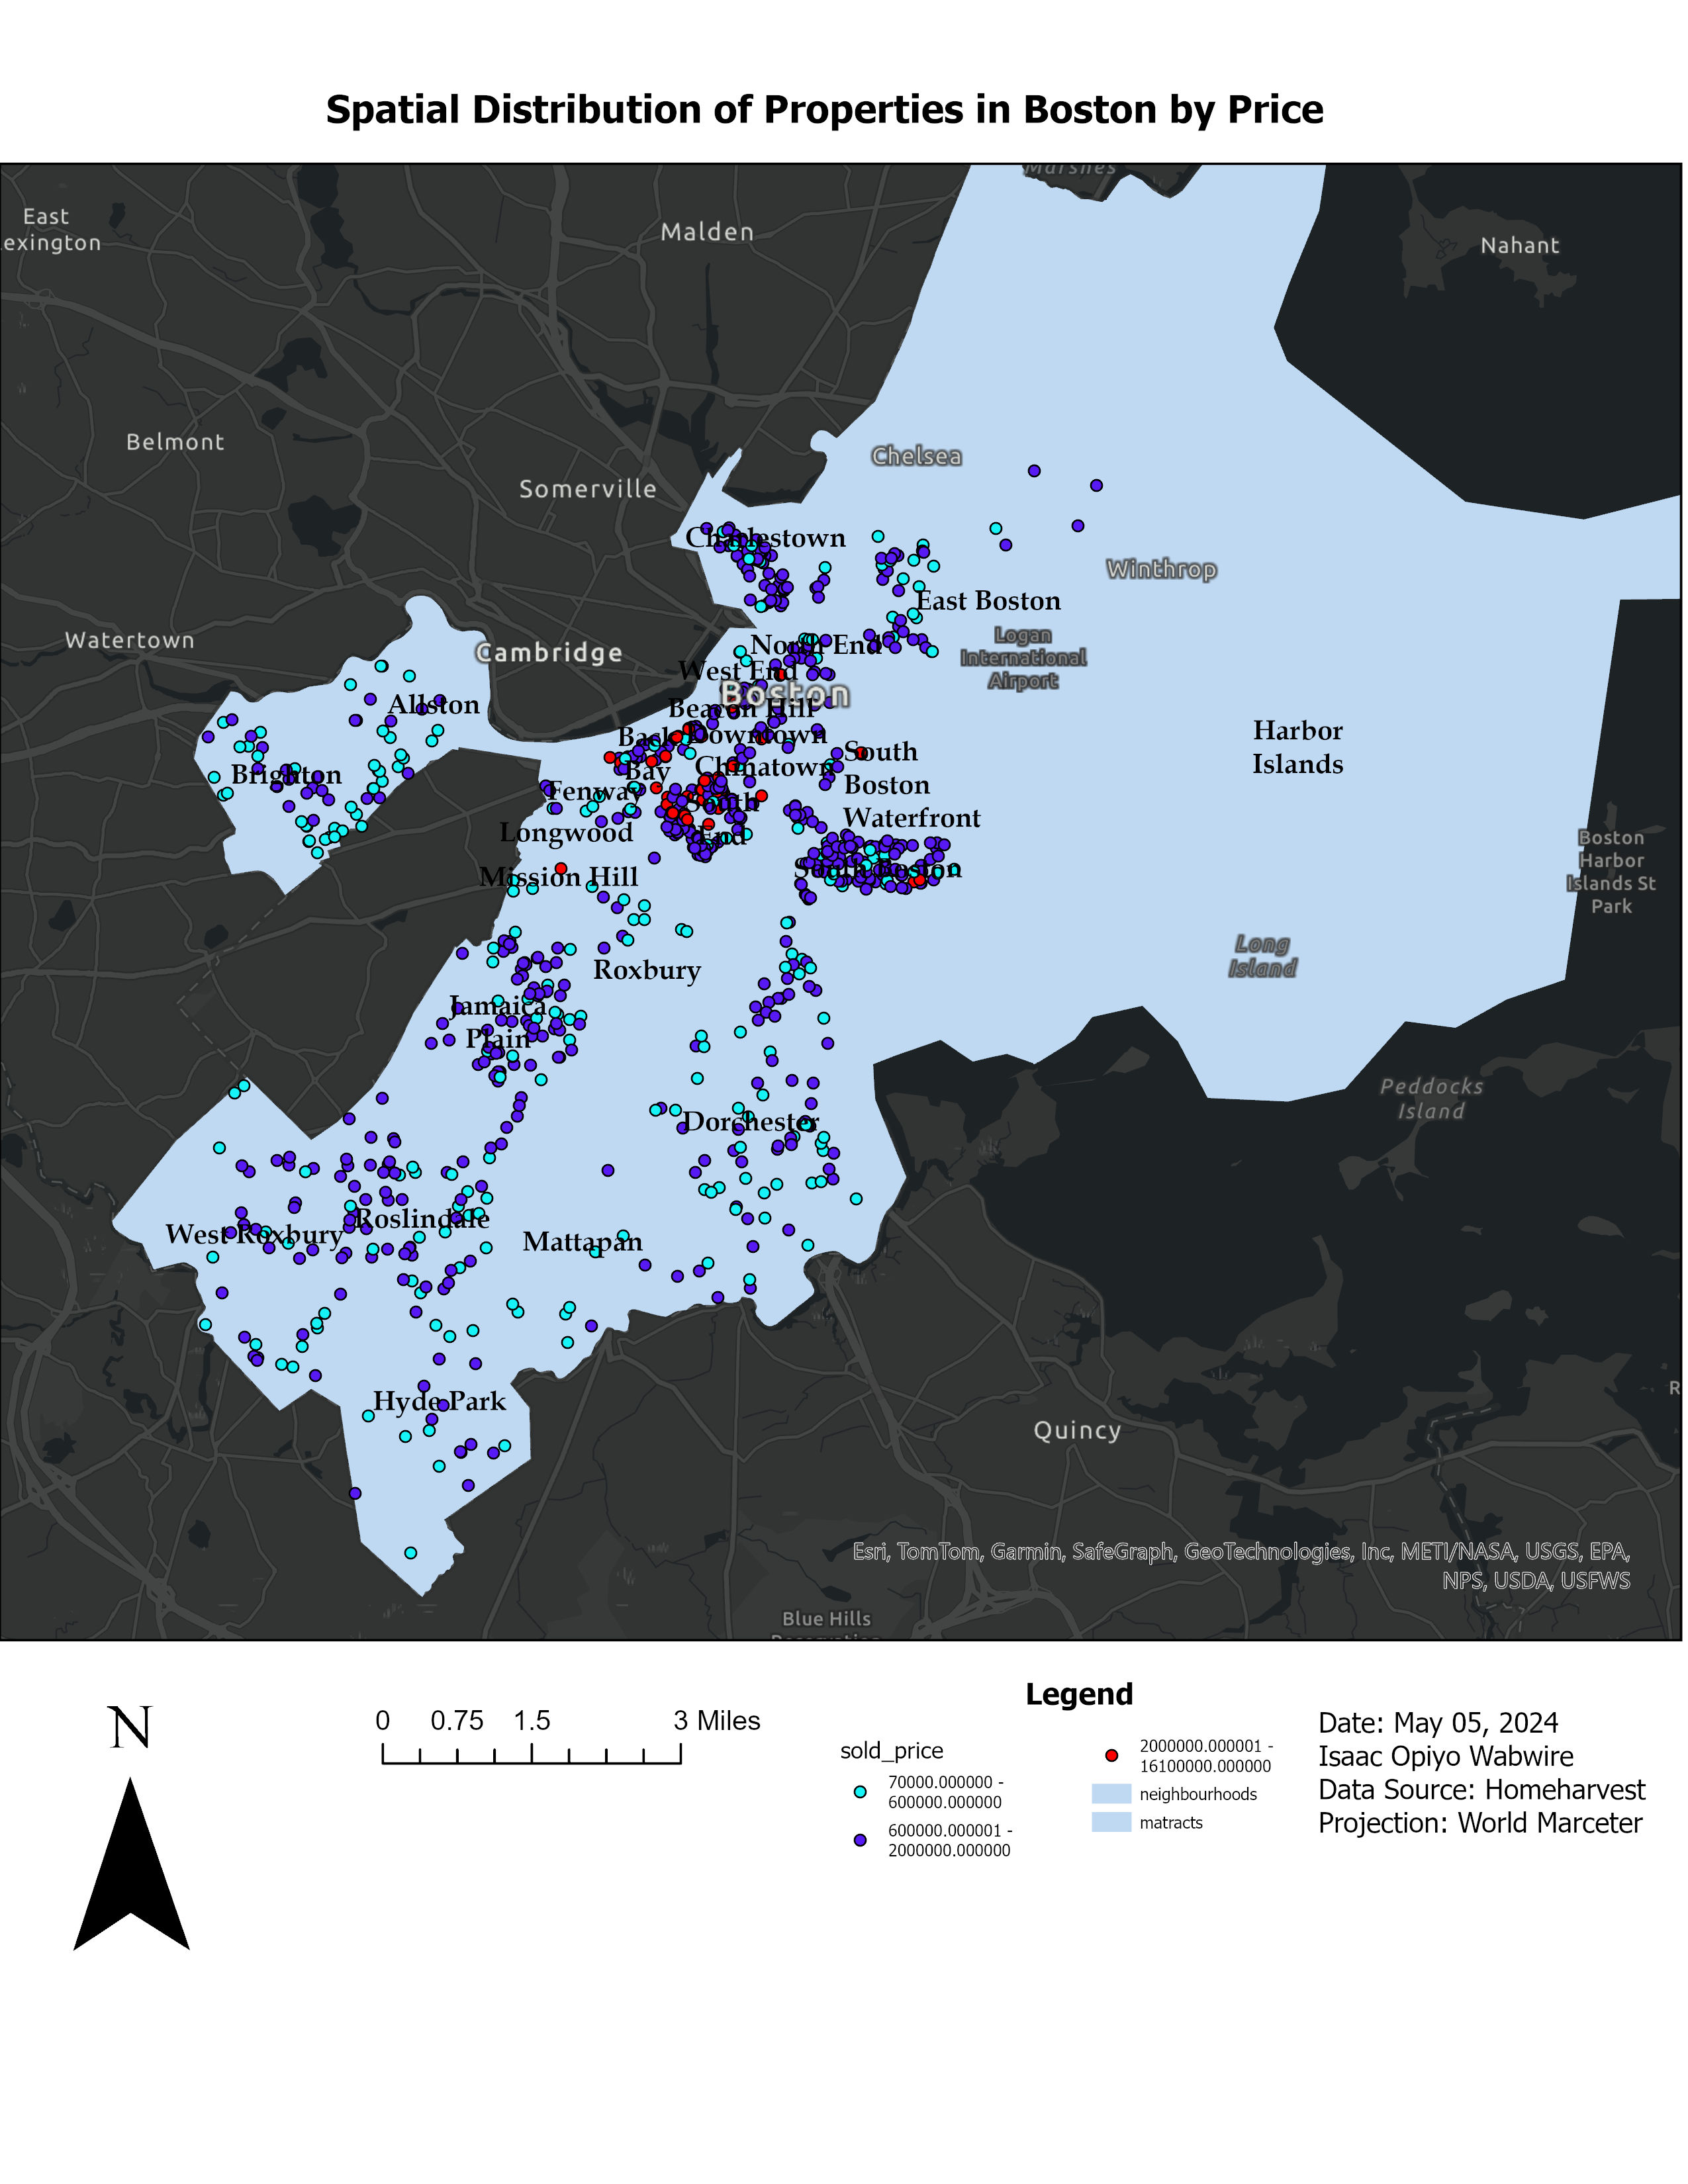 Spatial Distribution of Properties in Boston by Price
Marshes
East
Lexington
Malden
Nahant
Belmont
Chelsea
Somerville
Charlestown
Winthrop
East Boston
Watertown
Cambridge
North End
Logan
International
Airport
West End
Boston
Allston
Beacon Hill
Harbor
Islands
Back
Bay
Downtown
South
Boston
Waterfront
Brighton
Chinatown
Fenway
South
End
Longwood
Boston
Harbor
Islands St
Park
South Boston
Mission Hill
Long
Island
Roxbury
Jamaica
Plain
Peddocks
Island
Dorchester
Roslindale
West Roxbury
Mattapan
R
Hyde Park
Quincy
Esri, TomTom, Garmin, SafeGraph, GeoTechnologies, Inc, METI/NASA, USGS, EPA,
NPS, USDA, USFWS
Blue Hills
Reservation
N
0 0.75 1.5 3 Miles
Legend
sold_price
70000.000000 -
600000.000000
600000.000001 -
2000000.000000
2000000.000001 -
16100000.000000
neighbourhoods
matracts
Date: May 05, 2024
Isaac Opiyo Wabwire
Data Source: Homeharvest
Projection: World Marceter